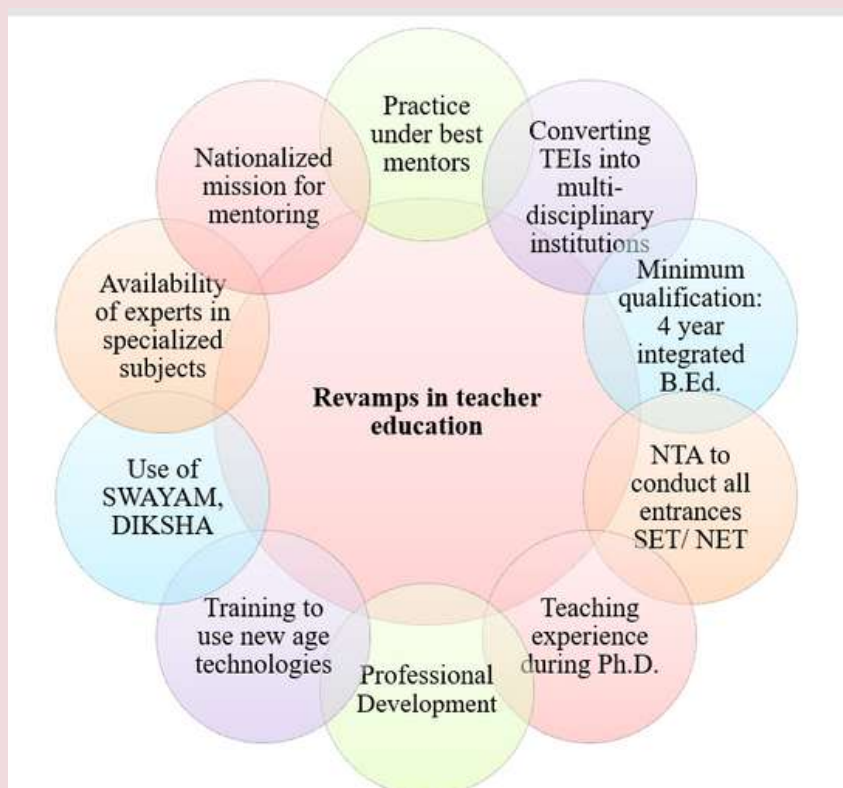 Practice
under best
mentors
Converting
TEIs into
multi-
disciplinary
institutions
Minimum
qualification:
4 year
integrated
B.Ed.
NTA to
conduct all
entrances
SET/ NET
Teaching
experience
during Ph.D.
Professional
Development
Training to
use new age
technologies
Use of
SWAYAM,
DIKSHA
Availability
of experts in
specialized
subjects
Nationalized
mission for
mentoring
Revamps in teacher
education